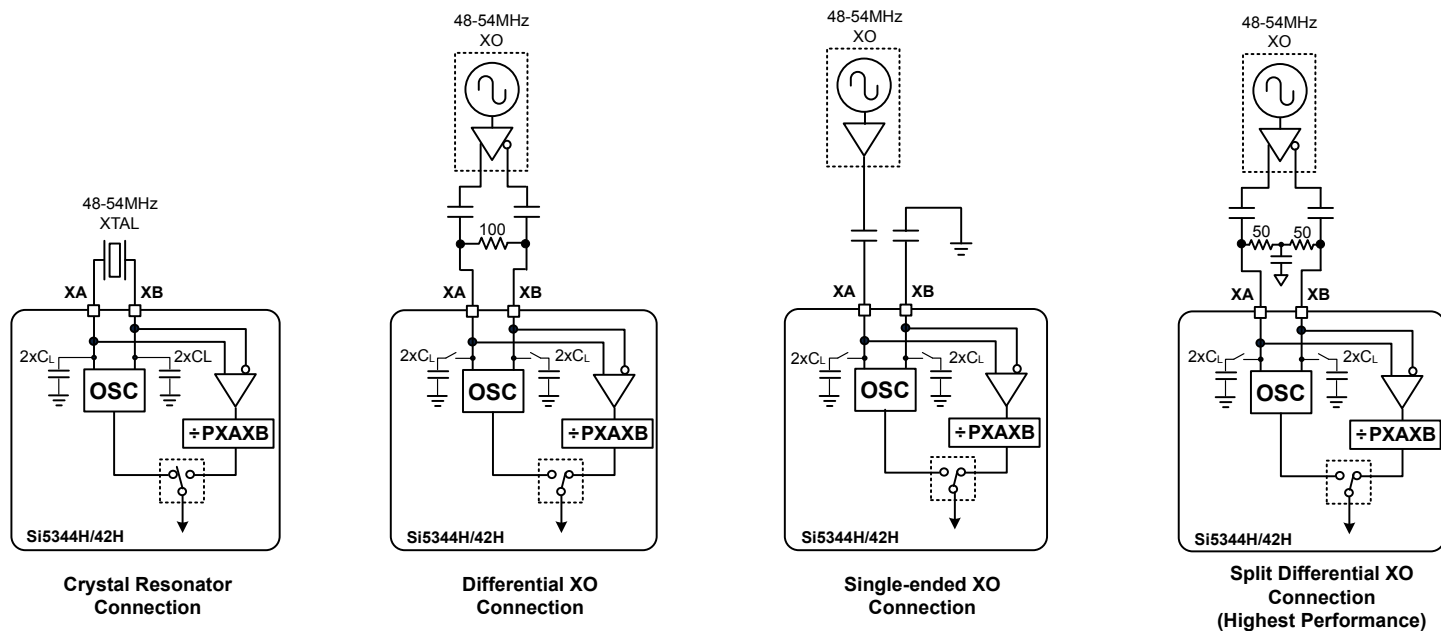 48-54MHz
XTAL
XA
XB
2xCL
2xCL
OSC
÷PXAXB
Si5344H/42H
Crystal Resonator
Connection
48-54MHz
XO
100
XA
XB
2xCL
2xCL
OSC
÷PXAXB
Si5344H/42H
Differential XO
Connection
48-54MHz
XO
XA
XB
2xCL
2xCL
OSC
÷PXAXB
Si5344H/42H
Single-ended XO
Connection
48-54MHz
XO
50
50
XA
XB
2xCL
2xCL
OSC
÷PXAXB
Si5344H/42H
Split Differential XO
Connection
(Highest Performance)